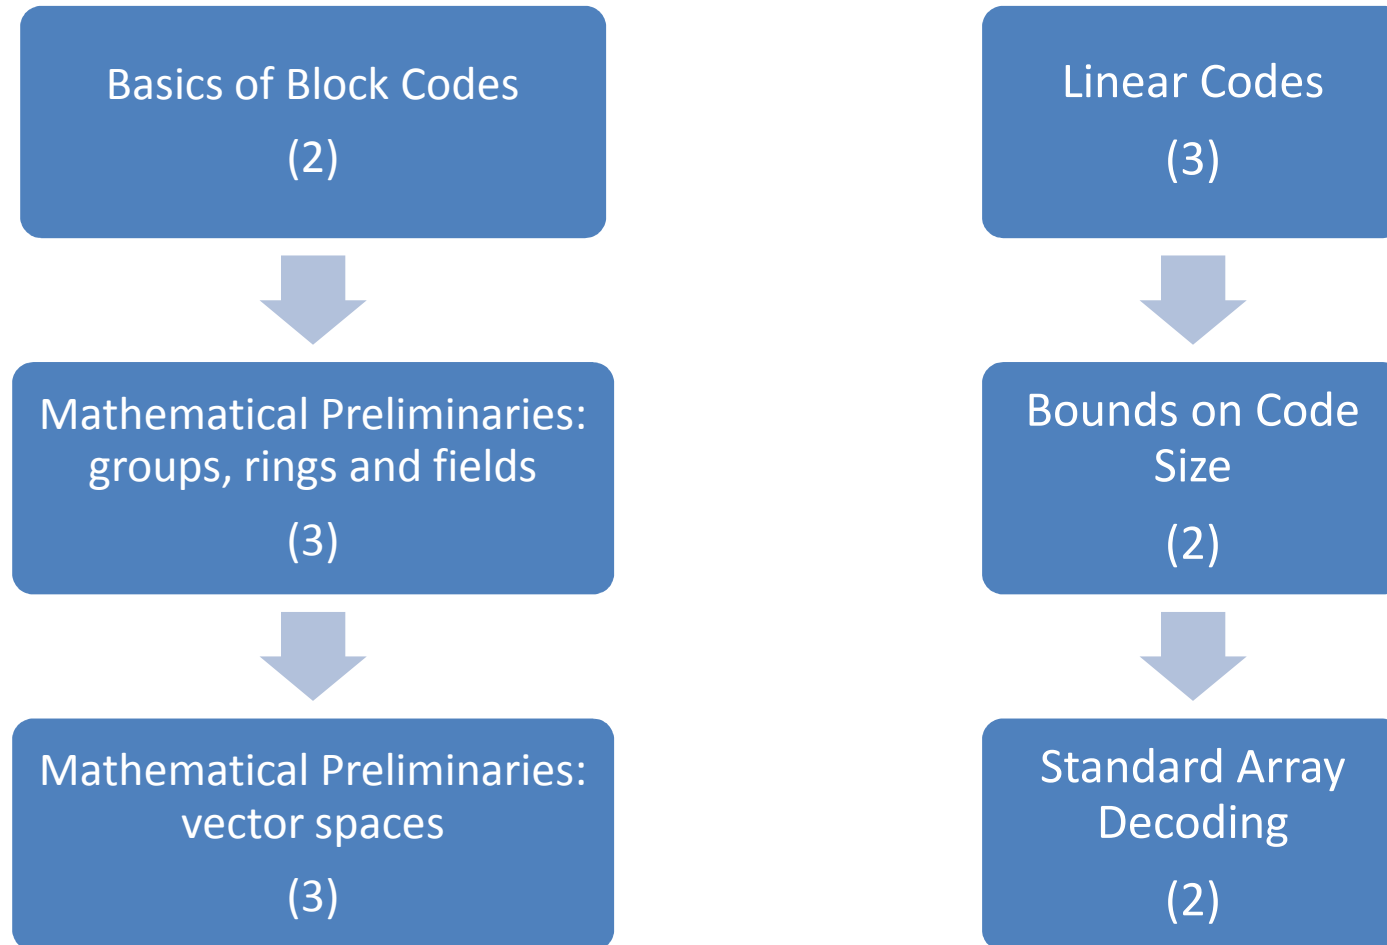 Basics of Block Codes
(2)
Mathematical Preliminaries:
groups, rings and fields
(3)
Mathematical Preliminaries:
vector spaces
(3)
Linear Codes
(3)
Bounds on Code
Size
(2)
Standard Array
Decoding
(2)